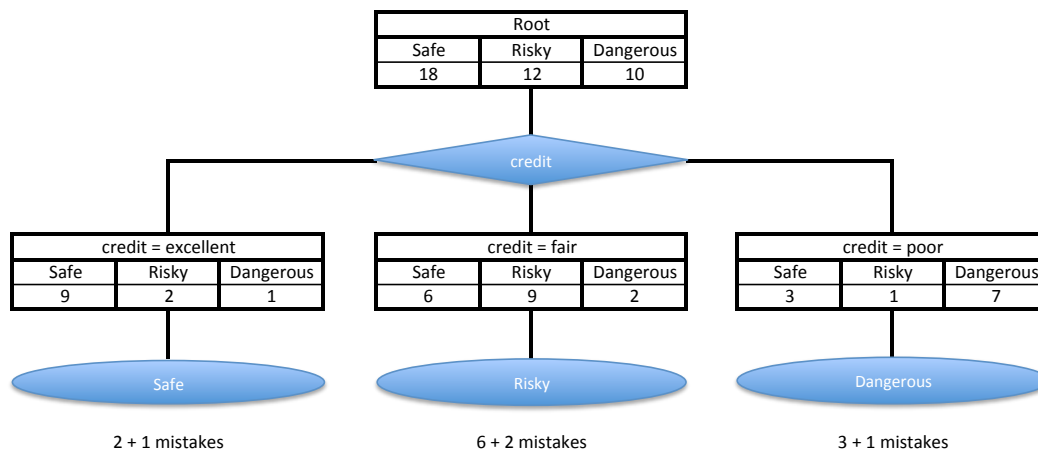 Root
Safe Risky Dangerous
18 12 10
credit
credit = excellent credit = fair credit = poor
Safe Risky Dangerous Safe Risky Dangerous Safe Risky Dangerous
9 2 1 6 9 2 3 1 7
Safe Risky Dangerous
2 + 1 mistakes 6 + 2 mistakes 3 + 1 mistakes